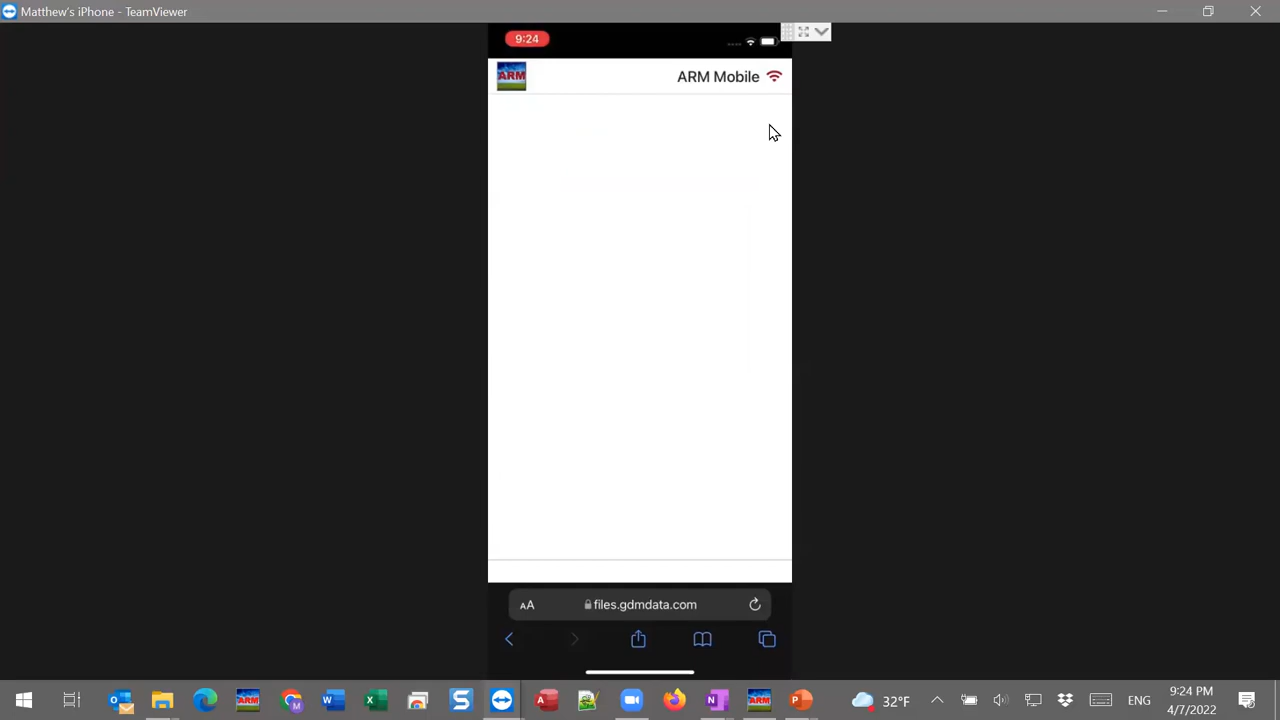 Matthew's iPhone - TeamViewer
9:24
ARM
ARM Mobile
AA
files.gdmdata.com
32°F
ENG
9:24 PM
4/7/2022